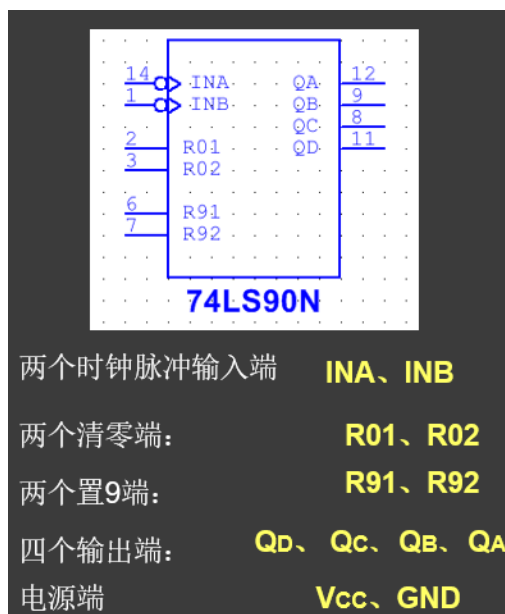 14 INA QA 12
1 INB QB 9
QC 8
2 R01 QD 11
3 R02
6 R91
7 R92
74LS90N
两个时钟脉冲输入端 INA、INB
两个清零端： R01、R02
两个置9端： R91、R92
四个输出端： QD、 QC、 QB、 QA
电源端 Vcc、GND